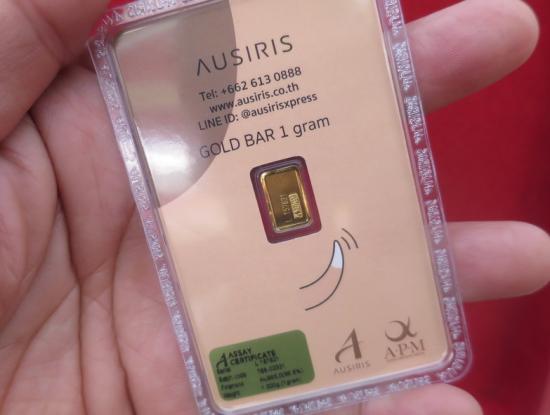 AUSIRIS
Tel: +662 613 0888
www.ausiris.co.th
LINE ID: @ausirisxpress
GOLD BAR 1 gram
ASSAY
CERTIFICATE
Weight
AUSIRIS
A·P·M